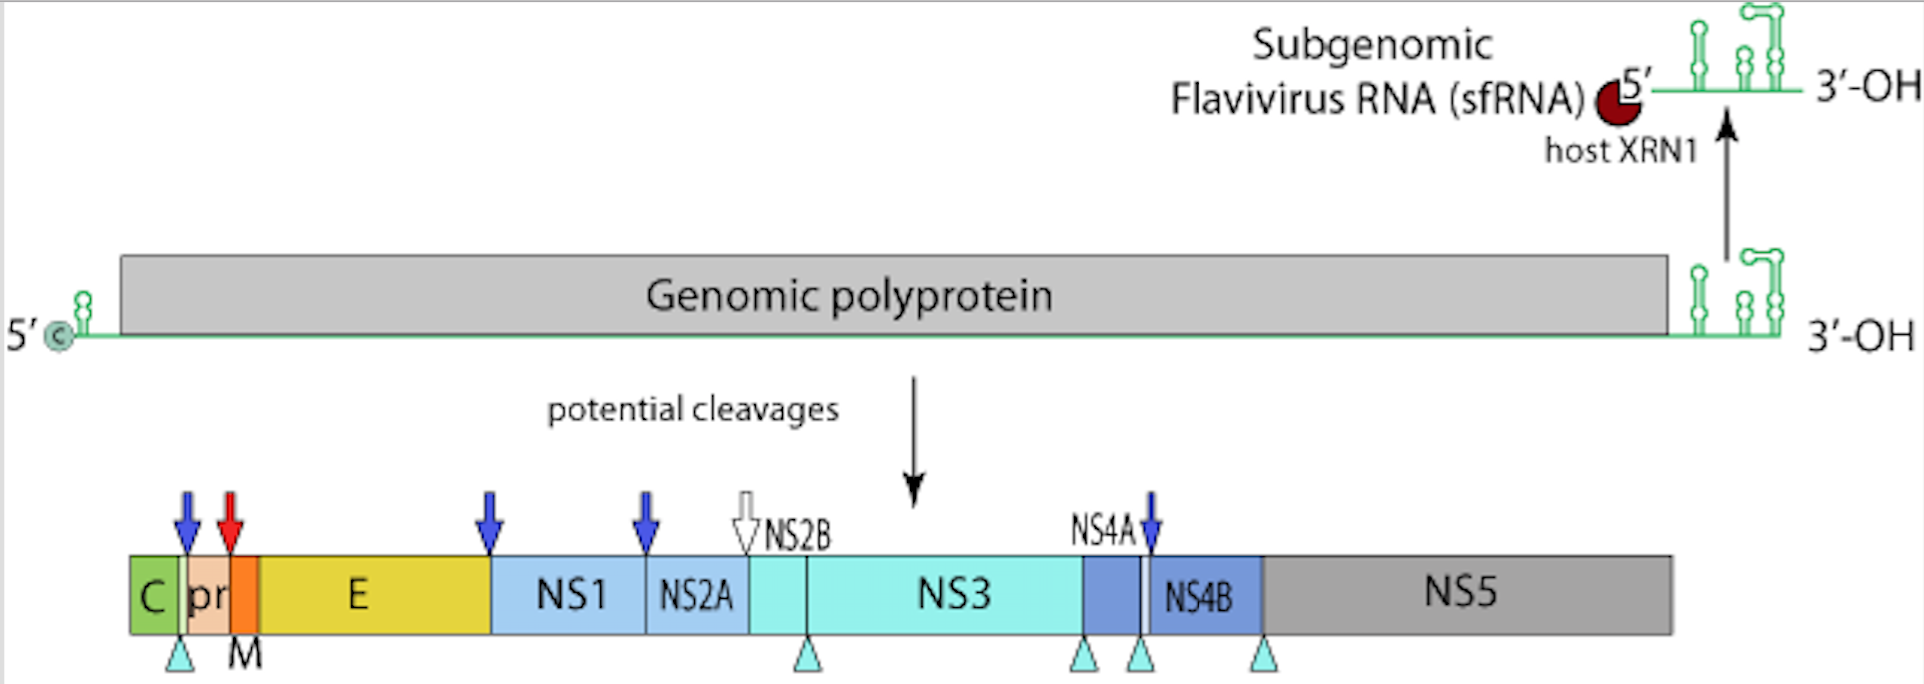 Subgenomic
Flavivirus RNA (sfRNA)
5′
3′-OH
host XRN1
Genomic polyprotein
5′ c
3′-OH
potential cleavages
NS2B
NS4A
C pr E NS1 NS2A NS3 NS4B NS5
M